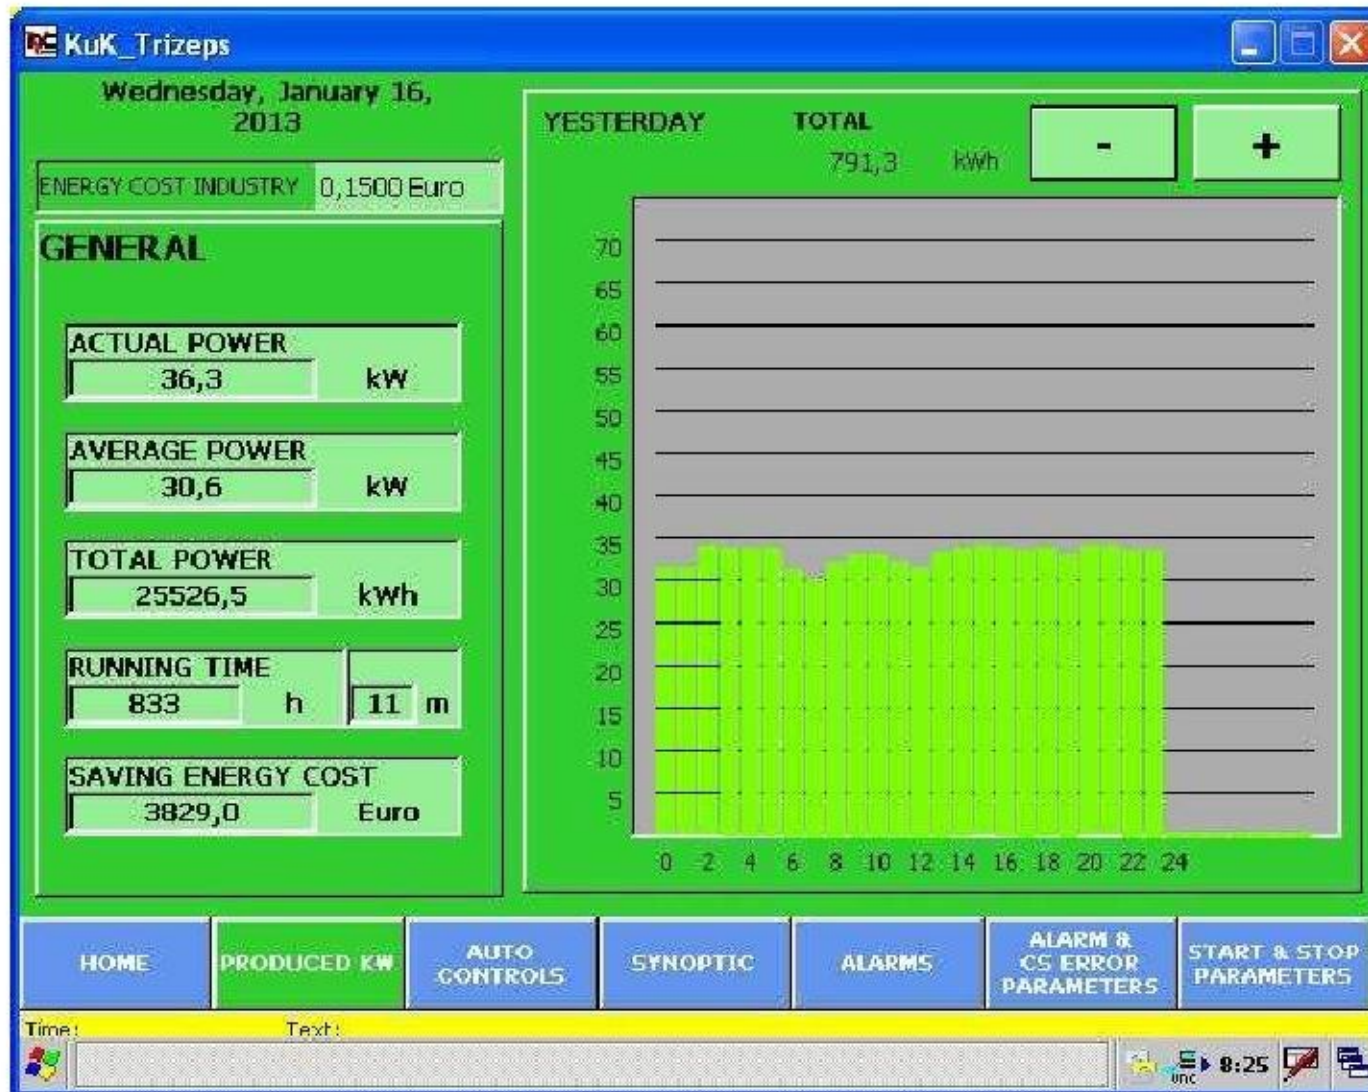 KuK_Trizeps
Wednesday, January 16,
2013
ENERGY COST INDUSTRY 0,1500 Euro
GENERAL
ACTUAL POWER
36,3 kW
AVERAGE POWER
30,6 kW
TOTAL POWER
25526,5 kWh
RUNNING TIME
833 h 11 m
SAVING ENERGY COST
3829,0 Euro
YESTERDAY TOTAL
791,3 kWh
- +
70
65
60
55
50
45
40
35
30
25
20
15
10
5
0 2 4 6 8 10 12 14 16 18 20 22 24
HOME
PRODUCED KW
AUTO
CONTROLS
SYNOPTIC
ALARMS
ALARM &
CS ERROR
PARAMETERS
START & STOP
PARAMETERS
Time: Text:
vnc 8:25